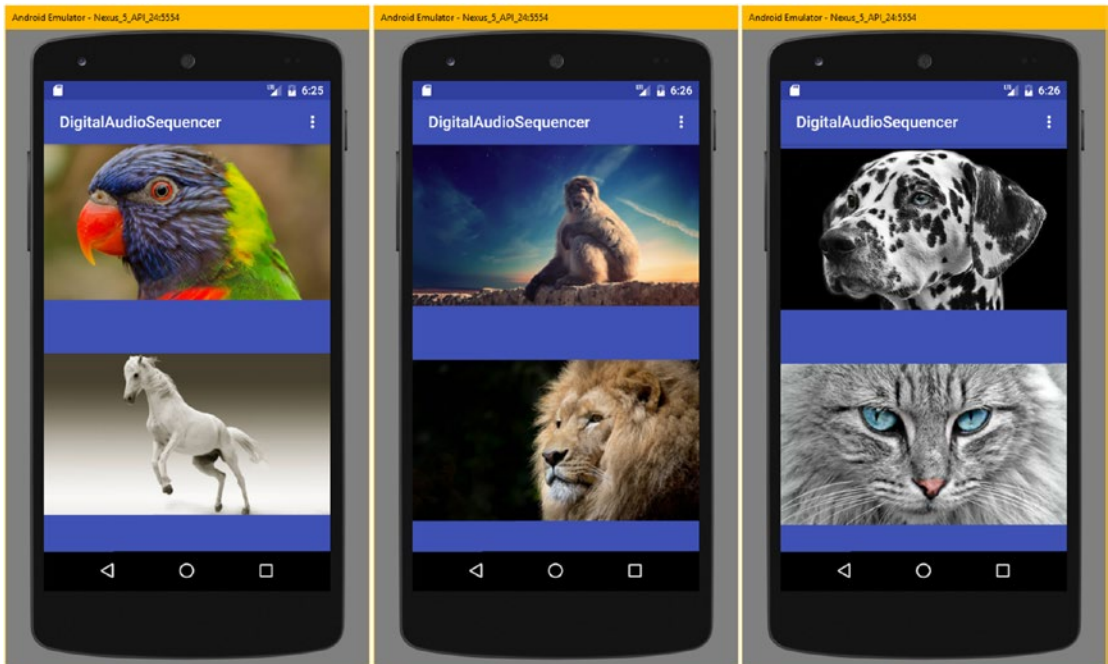 Android Emulator - Nexus_5_API_24:5554
6:25
DigitalAudioSequencer
Android Emulator - Nexus_5_API_24:5554
6:26
DigitalAudioSequencer
Android Emulator - Nexus_5_API_24:5554
6:26
DigitalAudioSequencer